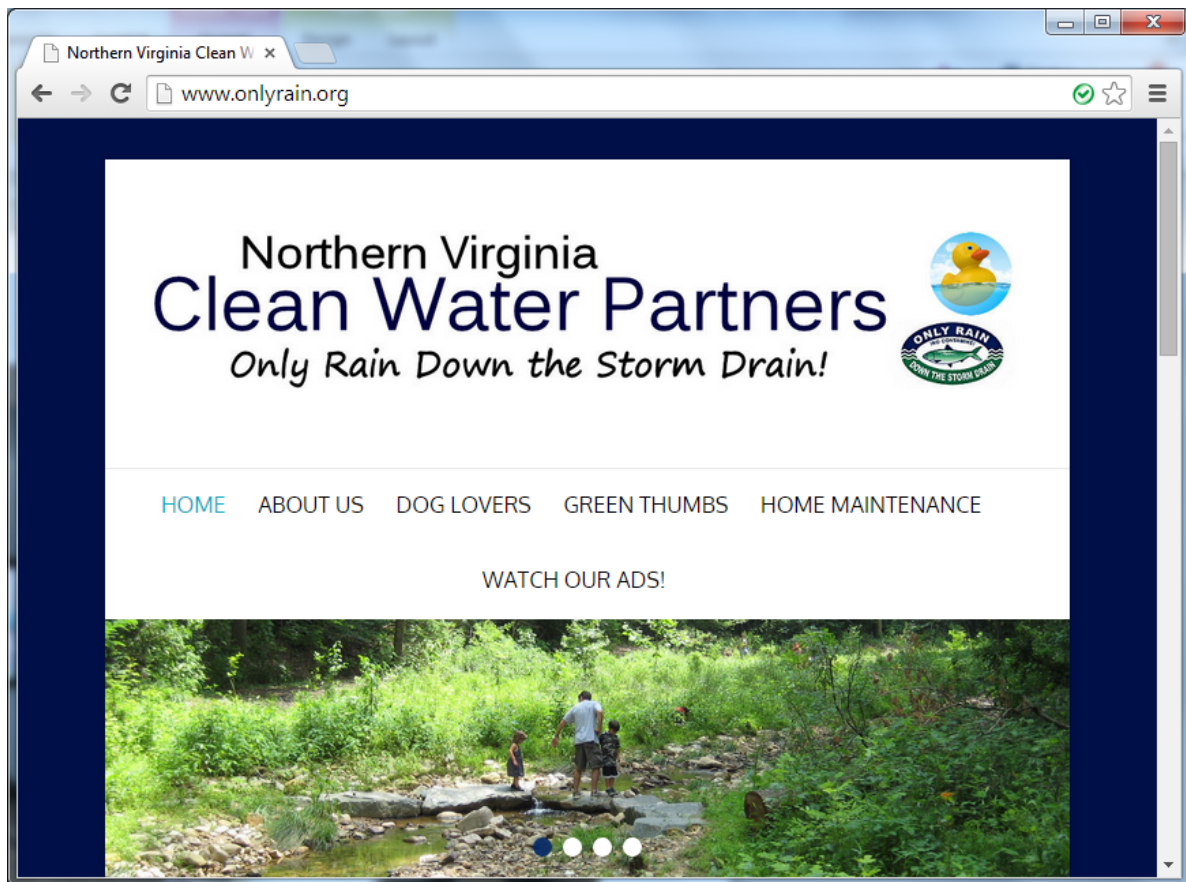 Northern Virginia Clean W
www.onlyrain.org
Northern Virginia
Clean Water Partners
Only Rain Down the Storm Drain!
ONLY RAIN
DOWN THE STORM DRAIN
HOME ABOUT US DOG LOVERS GREEN THUMBS HOME MAINTENANCE
WATCH OUR ADS!